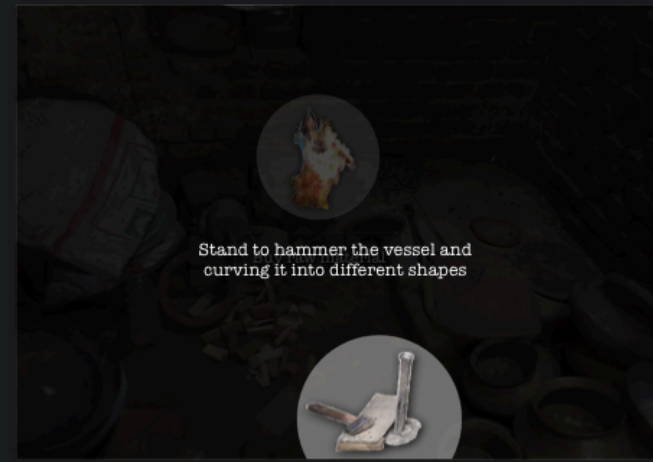 Stand to hammer the vessel and
curving it into different shapes